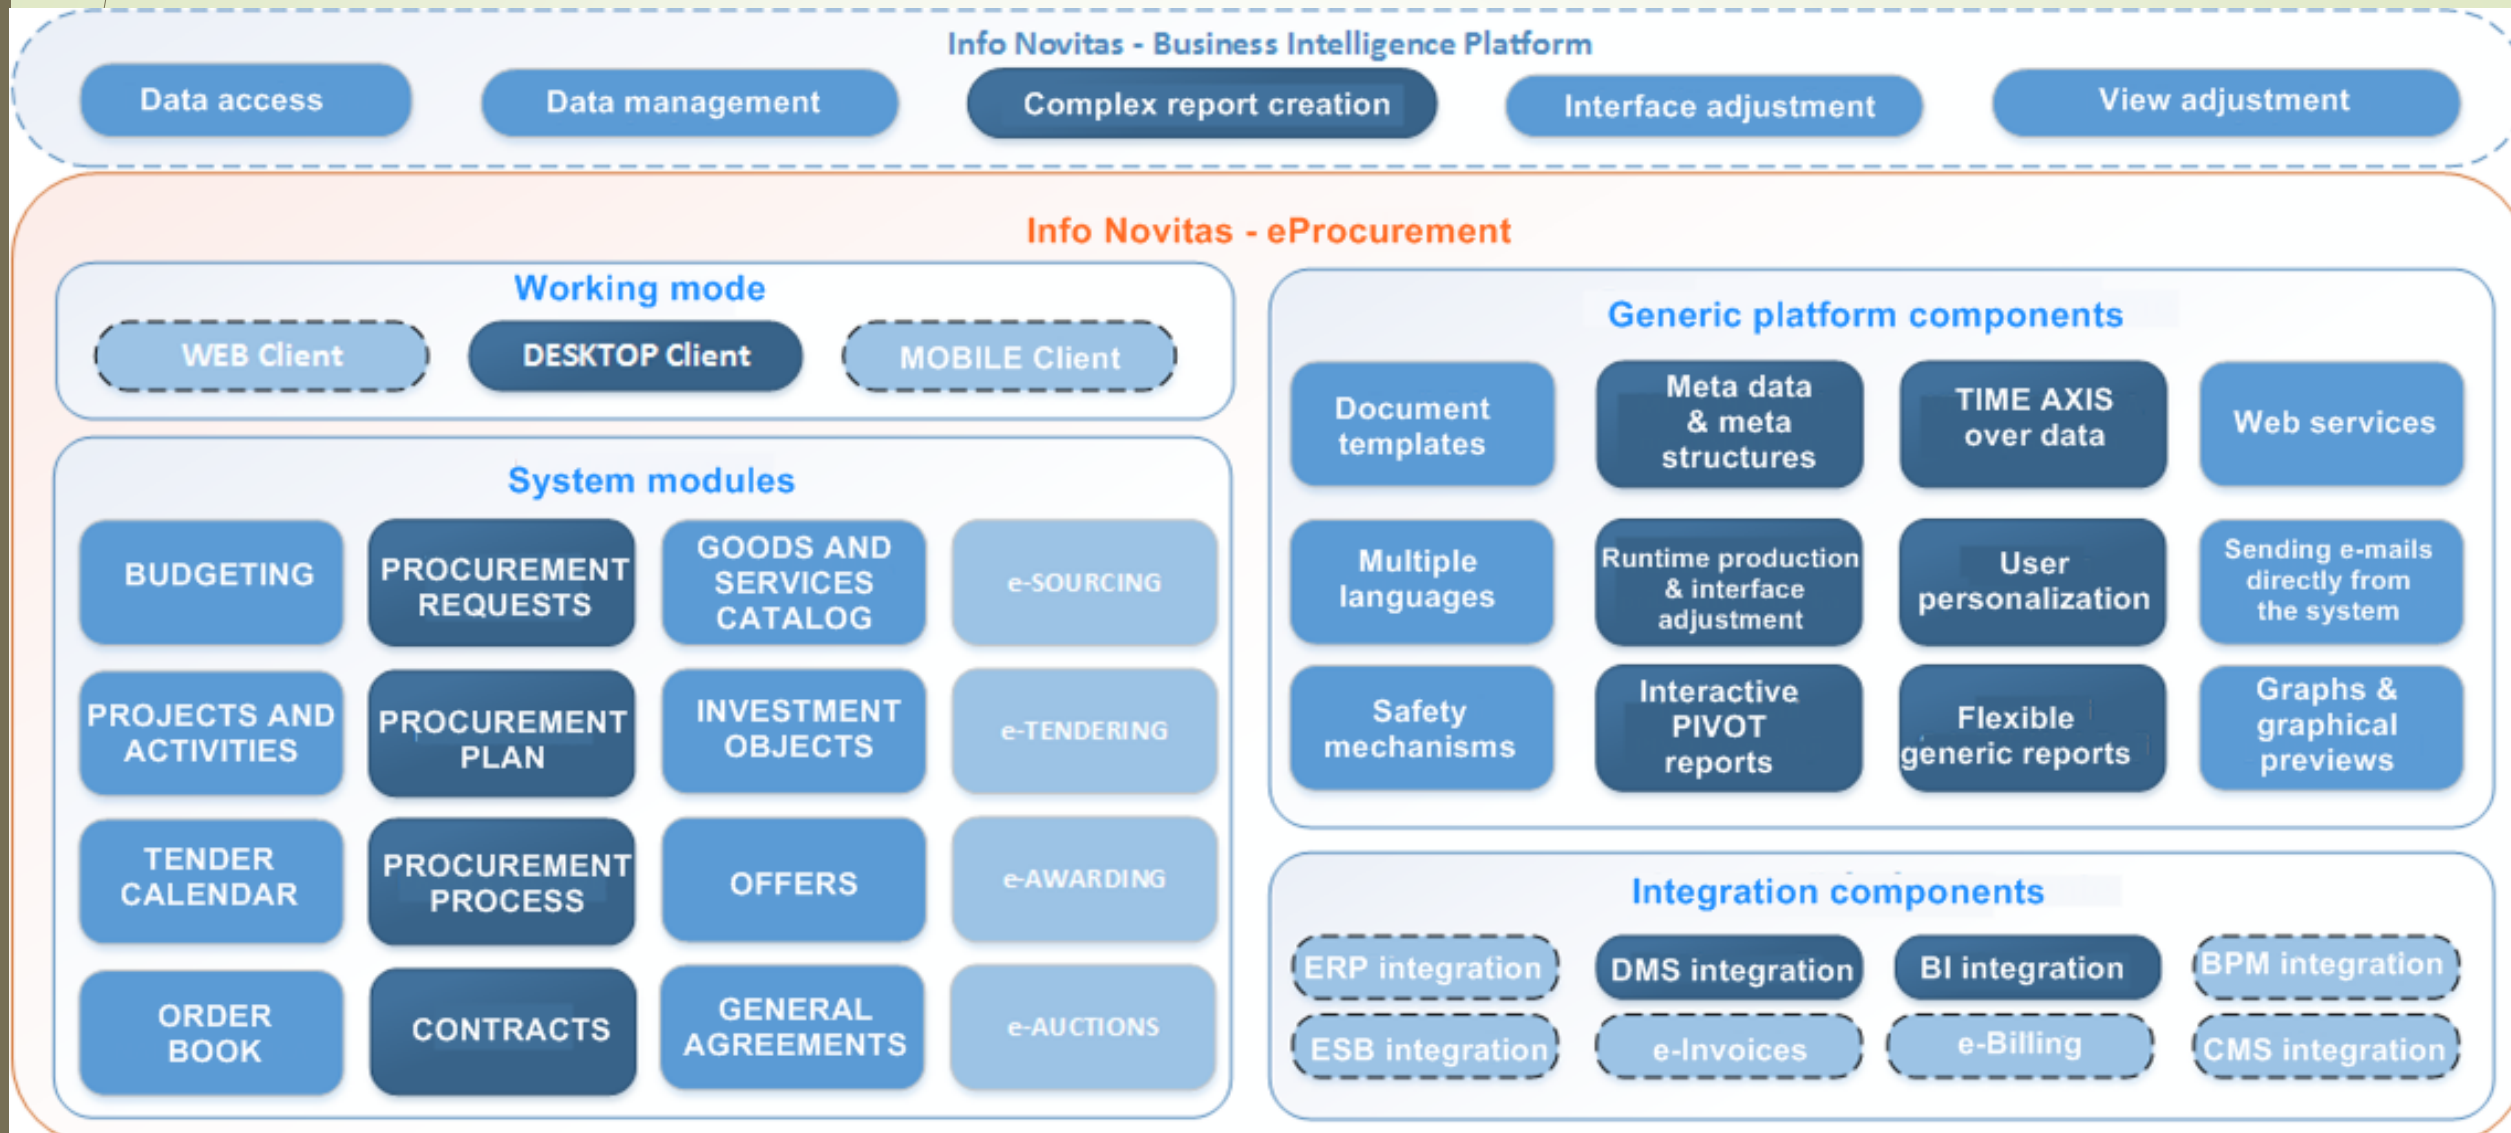 Info Novitas - Business Intelligence Platform
Data access
Data management
Complex report creation
Interface adjustment
View adjustment
Info Novitas - eProcurement
Working mode
WEB Client
DESKTOP Client
MOBILE Client
System modules
BUDGETING
PROCUREMENT
REQUESTS
GOODS AND
SERVICES
CATALOG
e-SOURCING
PROJECTS AND
ACTIVITIES
PROCUREMENT
PLAN
INVESTMENT
OBJECTS
e-TENDERING
TENDER
CALENDAR
PROCUREMENT
PROCESS
OFFERS
e-AWARDING
ORDER
BOOK
CONTRACTS
GENERAL
AGREEMENTS
e-AUCTIONS
Generic platform components
Document
templates
Meta data
& meta
structures
TIME AXIS
over data
Web services
Multiple
languages
Runtime production
& interface
adjustment
User
personalization
Sending e-mails
directly from
the system
Safety
mechanisms
Interactive
PIVOT
reports
Flexible
generic reports
Graphs &
graphical
previews
Integration components
ERP integration
DMS integration
BI integration
BPM integration
ESB integration
e-Invoices
e-Billing
CMS integration